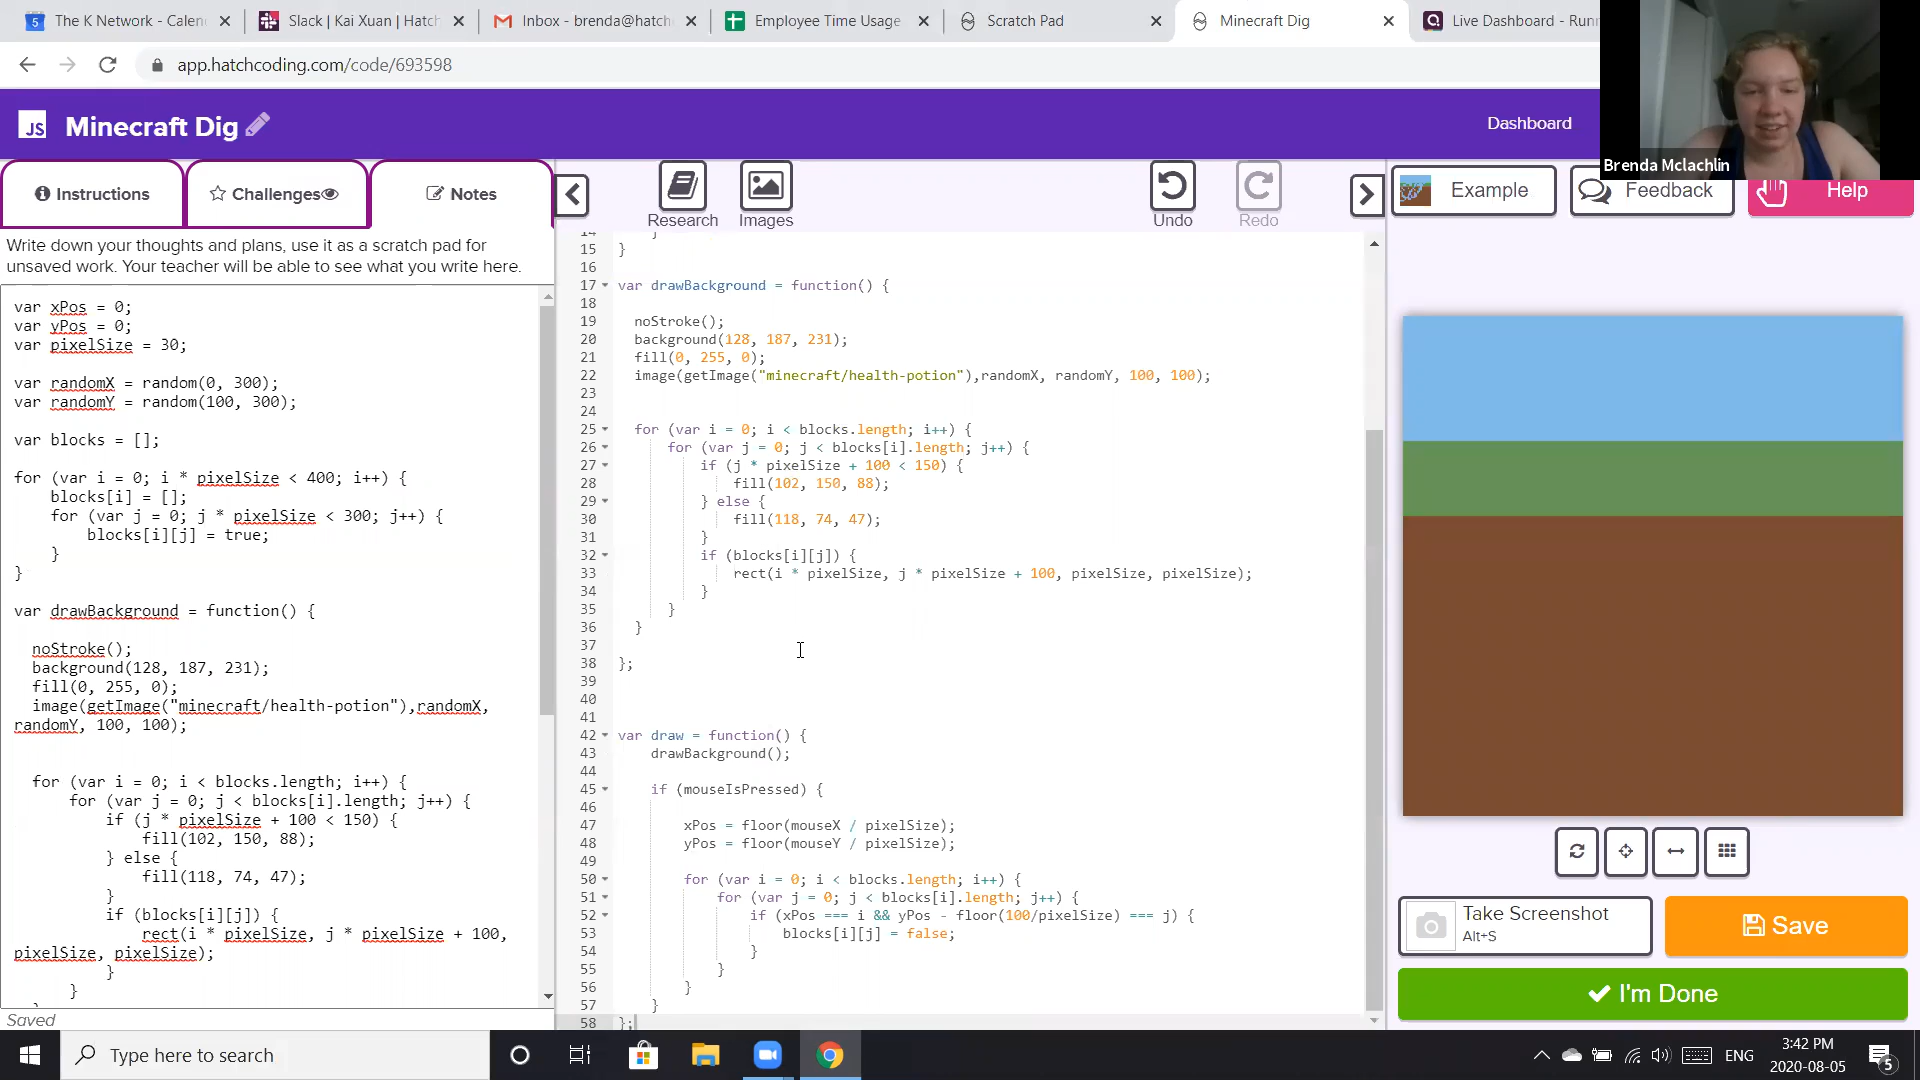 The K Network - Calen
Slack | Kai Xuan | Hatch
Inbox - brenda@hatch
Employee Time Usage
Scratch Pad
Minecraft Dig
Live Dashboard - Run
app.hatchcoding.com/code/693598
JS
Minecraft Dig
Dashboard
Brenda Mclachlin
Instructions
Challenges
Notes
Research
Images
Undo
Redo
Example
Feedback
Help
Write down your thoughts and plans, use it as a scratch pad for
unsaved work. Your teacher will be able to see what you write here.
var xPos = 0;
var yPos = 0;
var pixelSize = 30;
var randomX = random(0, 300);
var randomY = random(100, 300);
var blocks = [];
for (var i = 0; i * pixelSize < 400; i++) {
blocks[i] = [];
for (var j = 0; j * pixelSize < 300; j++) {
blocks[i][j] = true;
}
}
var drawBackground = function() {
noStroke();
background(128, 187, 231);
fill(0, 255, 0);
image(getImage("minecraft/health-potion"),randomX,
randomY, 100, 100);
for (var i = 0; i < blocks.length; i++) {
for (var j = 0; j < blocks[i].length; j++) {
if (j * pixelSize + 100 < 150) {
fill(102, 150, 88);
} else {
fill(118, 74, 47);
}
if (blocks[i][j]) {
rect(i * pixelSize, j * pixelSize + 100,
pixelSize, pixelSize);
}
}
Saved
14 }
15 }
16
17 var drawBackground = function() {
18
19 noStroke();
20 background(128, 187, 231);
21 fill(0, 255, 0);
22 image(getImage("minecraft/health-potion"),randomX, randomY, 100, 100);
23
24
25 for (var i = 0; i < blocks.length; i++) {
26 for (var j = 0; j < blocks[i].length; j++) {
27 if (j * pixelSize + 100 < 150) {
28 fill(102, 150, 88);
29 } else {
30 fill(118, 74, 47);
31 }
32 if (blocks[i][j]) {
33 rect(i * pixelSize, j * pixelSize + 100, pixelSize, pixelSize);
34 }
35 }
36 }
37
38 };
39
40
41
42 var draw = function() {
43 drawBackground();
44
45 if (mouseIsPressed) {
46
47 xPos = floor(mouseX / pixelSize);
48 yPos = floor(mouseY / pixelSize);
49
50 for (var i = 0; i < blocks.length; i++) {
51 for (var j = 0; j < blocks[i].length; j++) {
52 if (xPos === i && yPos - floor(100/pixelSize) === j) {
53 blocks[i][j] = false;
54 }
55 }
56 }
57 }
58 };
Take Screenshot
Alt+S
Save
I'm Done
Type here to search
ENG
3:42 PM
2020-08-05
5